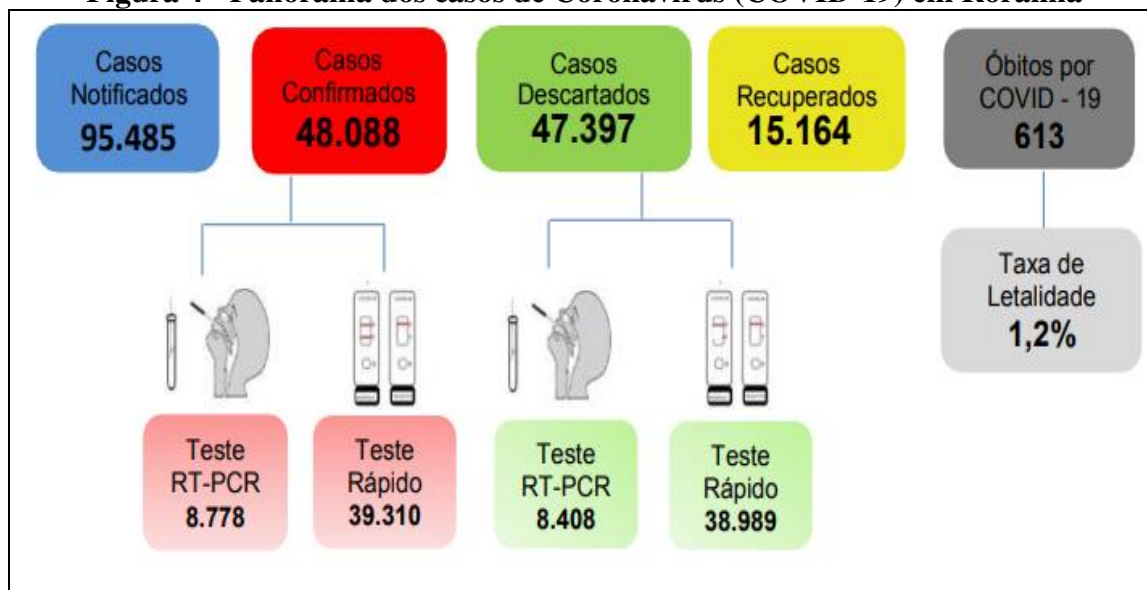 Casos
Notificados
95.485
Casos
Confirmados
48.088
Casos
Descartados
47.397
Casos
Recuperados
15.164
Óbitos por
COVID - 19
613
Taxa de
Letalidade
1,2%
Teste
RT-PCR
8.778
Teste
Rápido
39.310
Teste
RT-PCR
8.408
Teste
Rápido
38.989